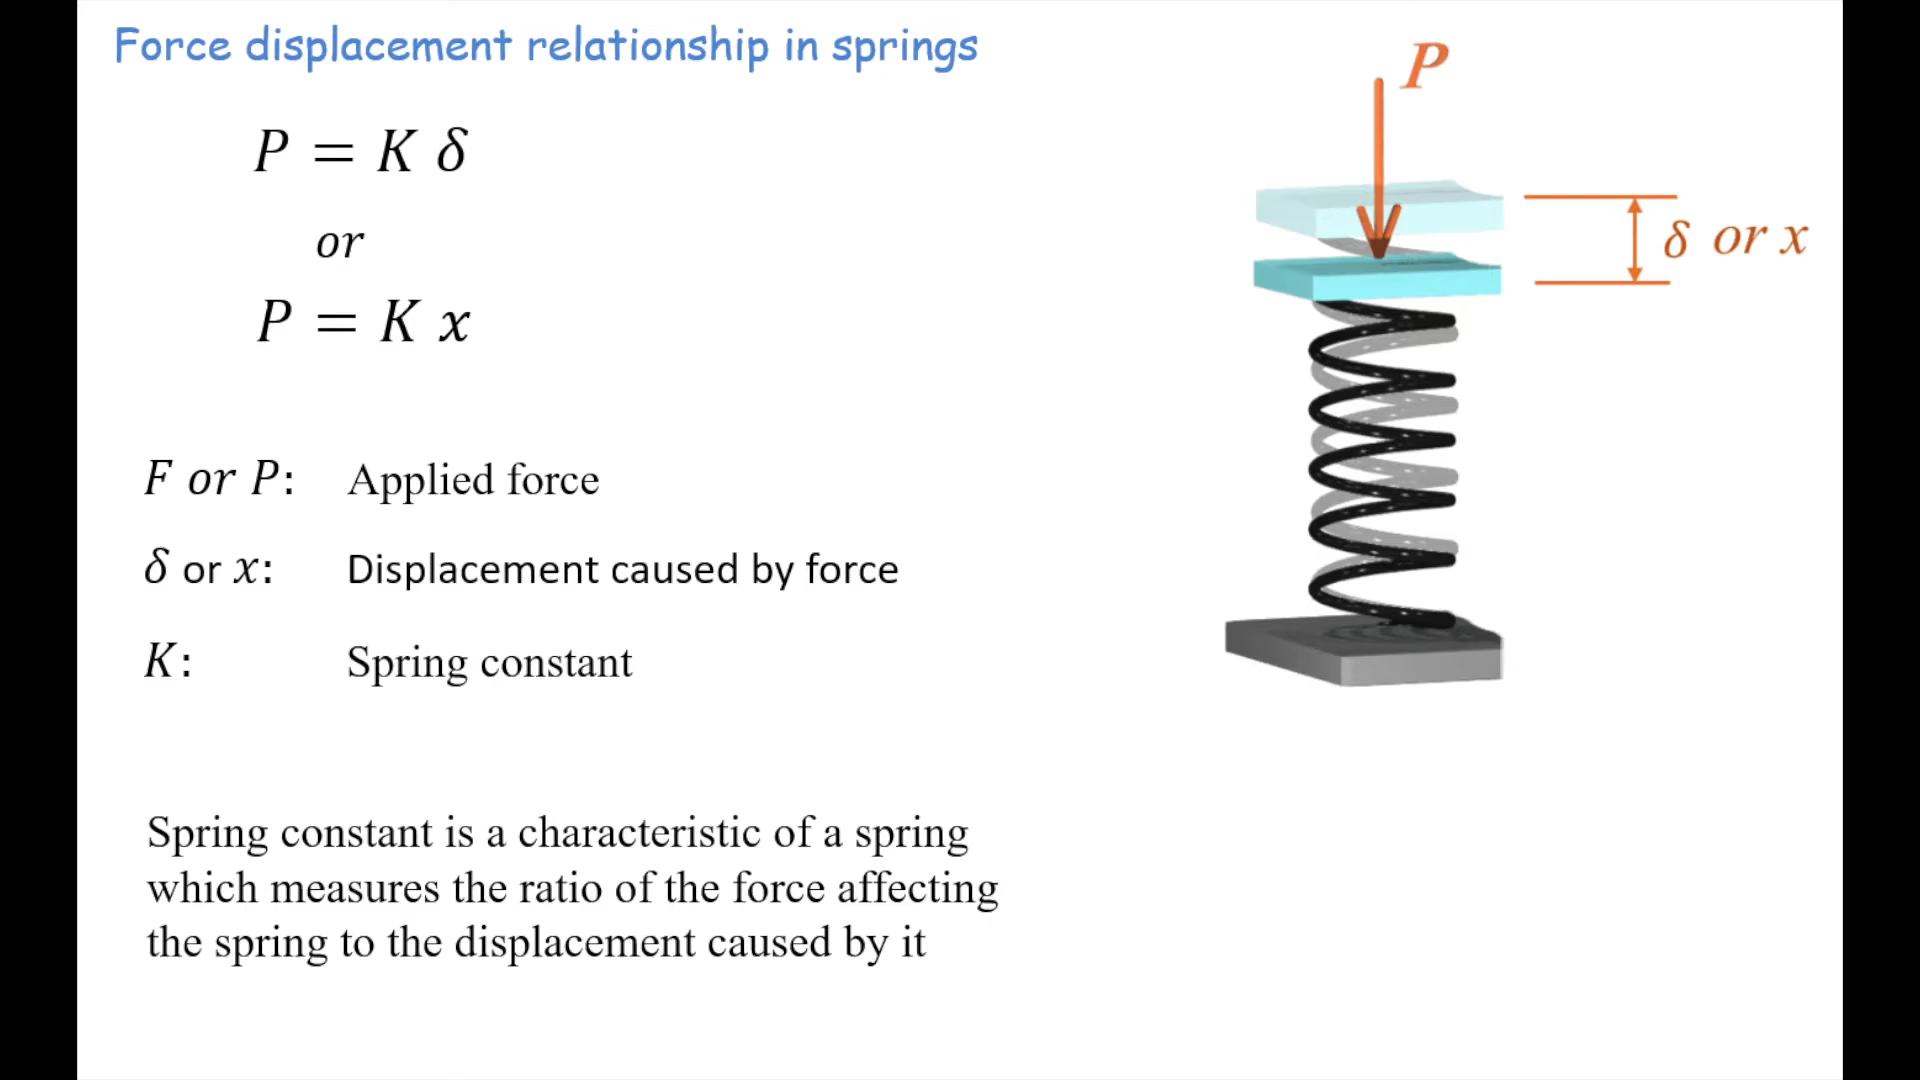 Force displacement relationship in springs
P = K δ
or
P = K x
F or P: Applied force
δ or x: Displacement caused by force
K: Spring constant
Spring constant is a characteristic of a spring
which measures the ratio of the force affecting
the spring to the displacement caused by it
P
δ or x